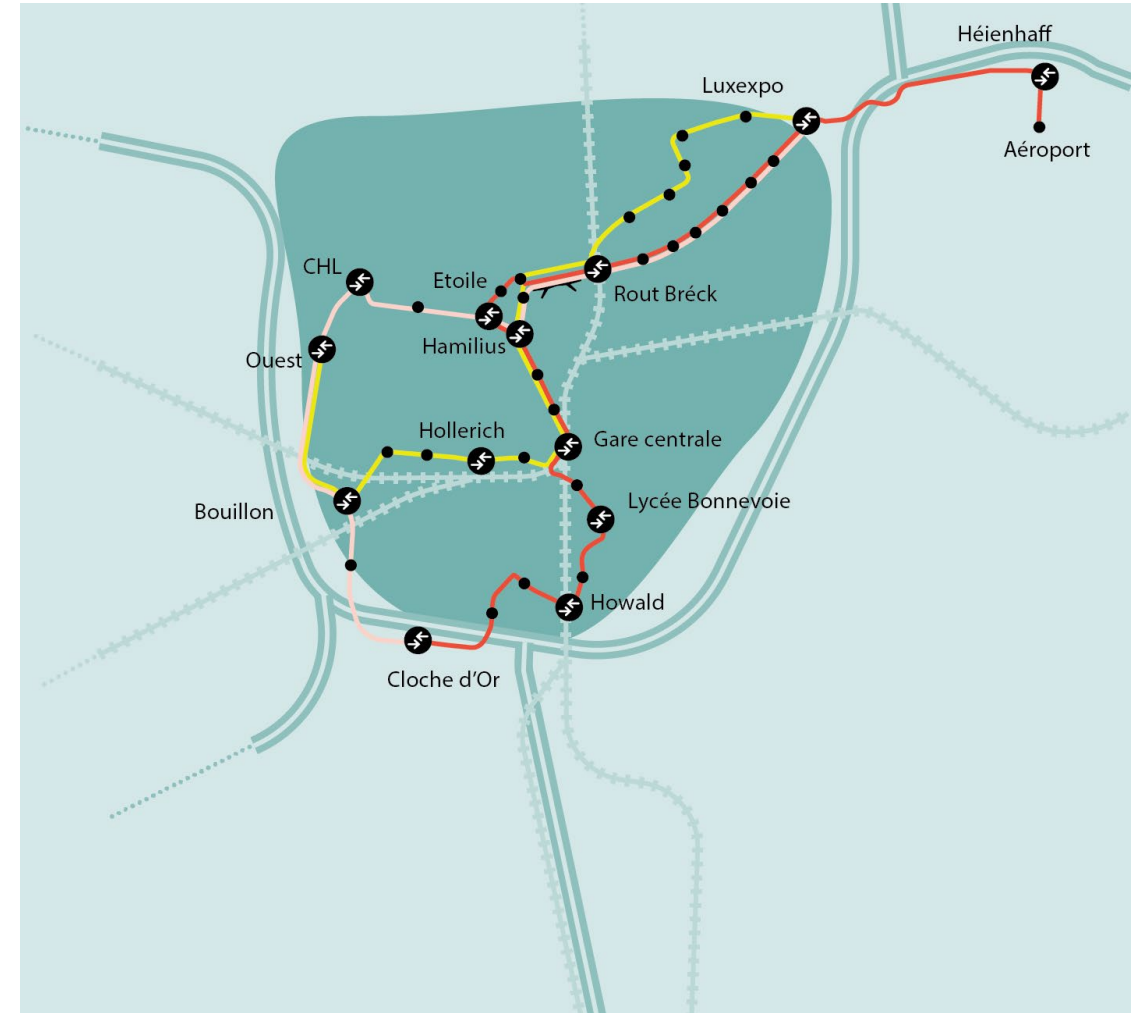 Héienhaff
Luxexpo
Aéroport
CHL
Etoile
Rout Bréck
Hamilius
Ouest
Hollerich
Gare centrale
Lycée Bonnevoie
Bouillon
Howald
Cloche d'Or